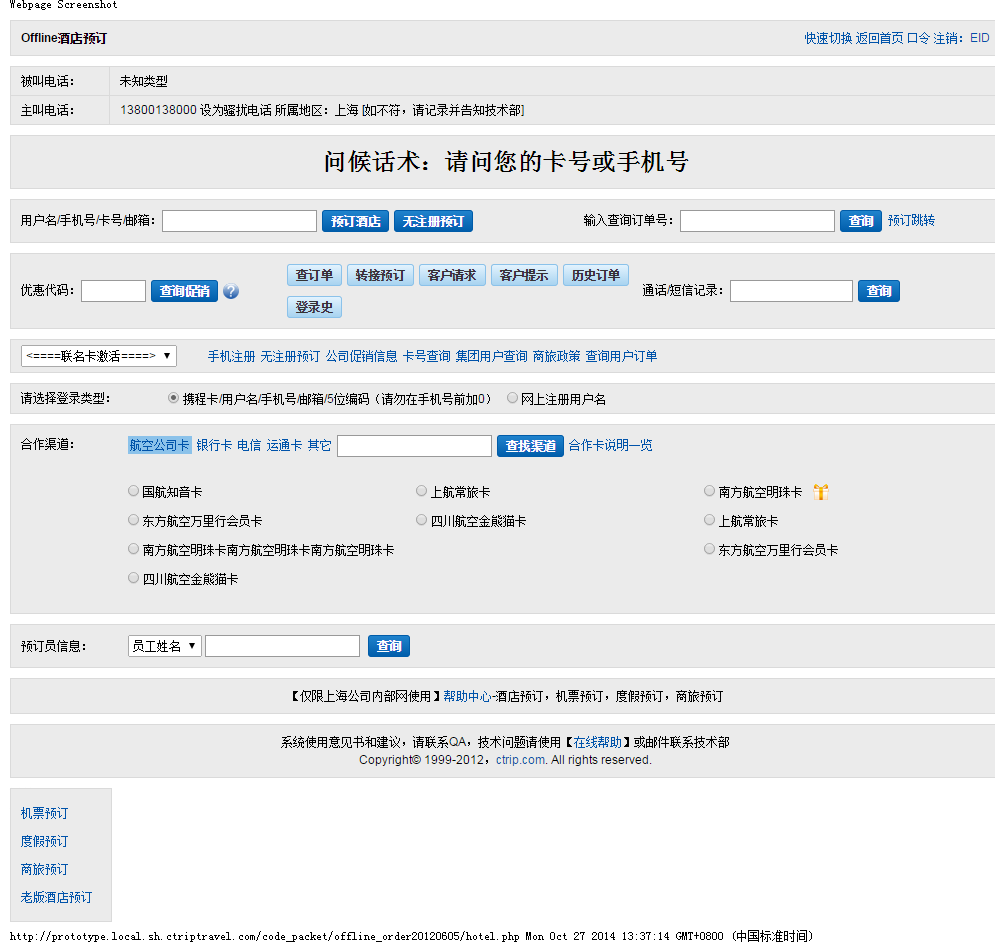 Webpage Screenshot
Offline酒店预订 快速切换 返回首页 口令 注销： EID
被叫电话： 未知类型
主叫电话： 13800138000 设为骚扰电话 所属地区：上海 [如不符，请记录并告知技术部]
问候话术：请问您的卡号或手机号
用户名/手机号/卡号/邮箱： 预订酒店 无注册预订 输入查询订单号： 查询 预订跳转
查订单 转接预订 客户请求 客户提示 历史订单
优惠代码： 查询促销 ? 通话/短信记录： 查询
登录史
<====联名卡激活====> 手机注册 无注册预订 公司促销信息 卡号查询 集团用户查询 商旅政策 查询用户订单
请选择登录类型： 携程卡/用户名/手机号/邮箱/5位编码（请勿在手机号前加0） 网上注册用户名
合作渠道： 航空公司卡 银行卡 电信 运通卡 其它 查找渠道 合作卡说明一览
国航知音卡 上航常旅卡 南方航空明珠卡
东方航空万里行会员卡 四川航空金熊猫卡 上航常旅卡
南方航空明珠卡南方航空明珠卡南方航空明珠卡 东方航空万里行会员卡
四川航空金熊猫卡
预订员信息： 员工姓名 查询
【仅限上海公司内部网使用】帮助中心-酒店预订，机票预订，度假预订，商旅预订
系统使用意见书和建议，请联系QA，技术问题请使用【在线帮助】或邮件联系技术部
Copyright© 1999-2012，ctrip.com. All rights reserved.
机票预订
度假预订
商旅预订
老版酒店预订
http://prototype.local.sh.ctriptravel.com/code_packet/offline_order20120605/hotel.php Mon Oct 27 2014 13:37:14 GMT+0800 (中国标准时间)